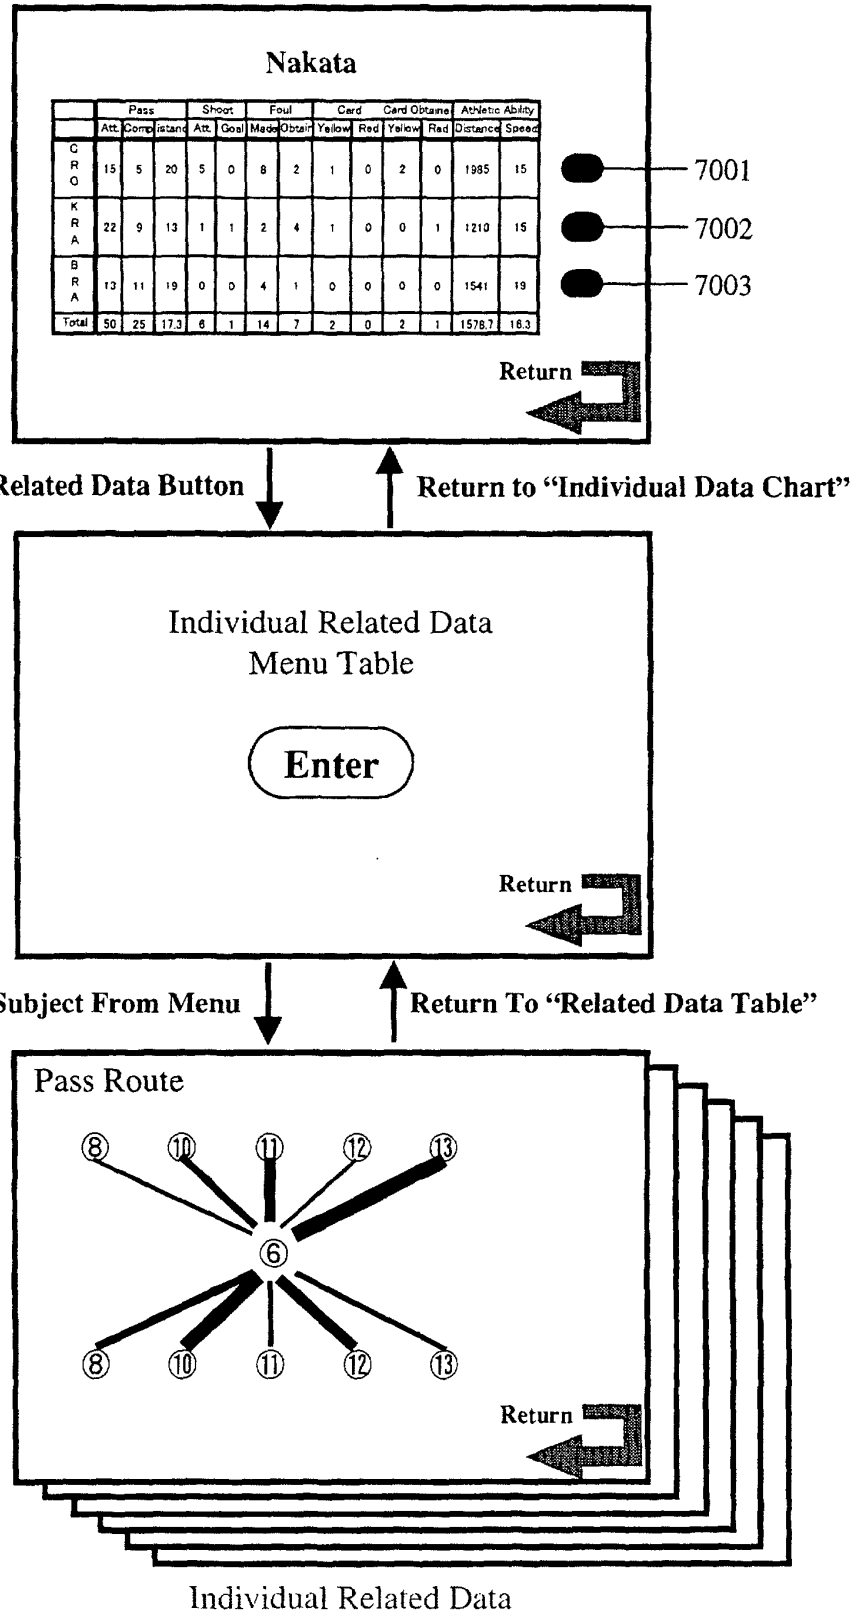 Nakata
Pass Shoot Foul Card Card Obtaine Athletic Ability
Att. Comp istanc Att. Goal Made Obtain Yellow Red Yellow Red Distance Speed
CRO 15 5 20 5 0 8 2 1 0 2 0 1985 15
7001
KRA 22 9 13 1 1 2 4 1 0 0 1 1210 15
7002
BRA 13 11 19 0 0 4 1 0 0 0 0 1541 19
7003
Total 50 25 17.3 6 1 14 7 2 0 2 1 1578.7 16.3
Return
Related Data Button
Return to “Individual Data Chart”
Individual Related Data
Menu Table
Enter
Return
Subject From Menu
Return To “Related Data Table”
Pass Route
⑧ ⑩ ⑪ ⑫ ⑬
⑥
⑧ ⑩ ⑪ ⑫ ⑬
Return
Individual Related Data